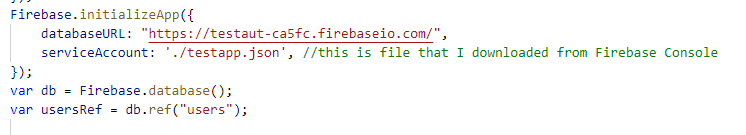 Firebase.initializeApp({
databaseURL: "https://testaut-ca5fc.firebaseio.com/",
serviceAccount: './testapp.json', //this is file that I downloaded from Firebase Console
});
var db = Firebase.database();
var usersRef = db.ref("users");